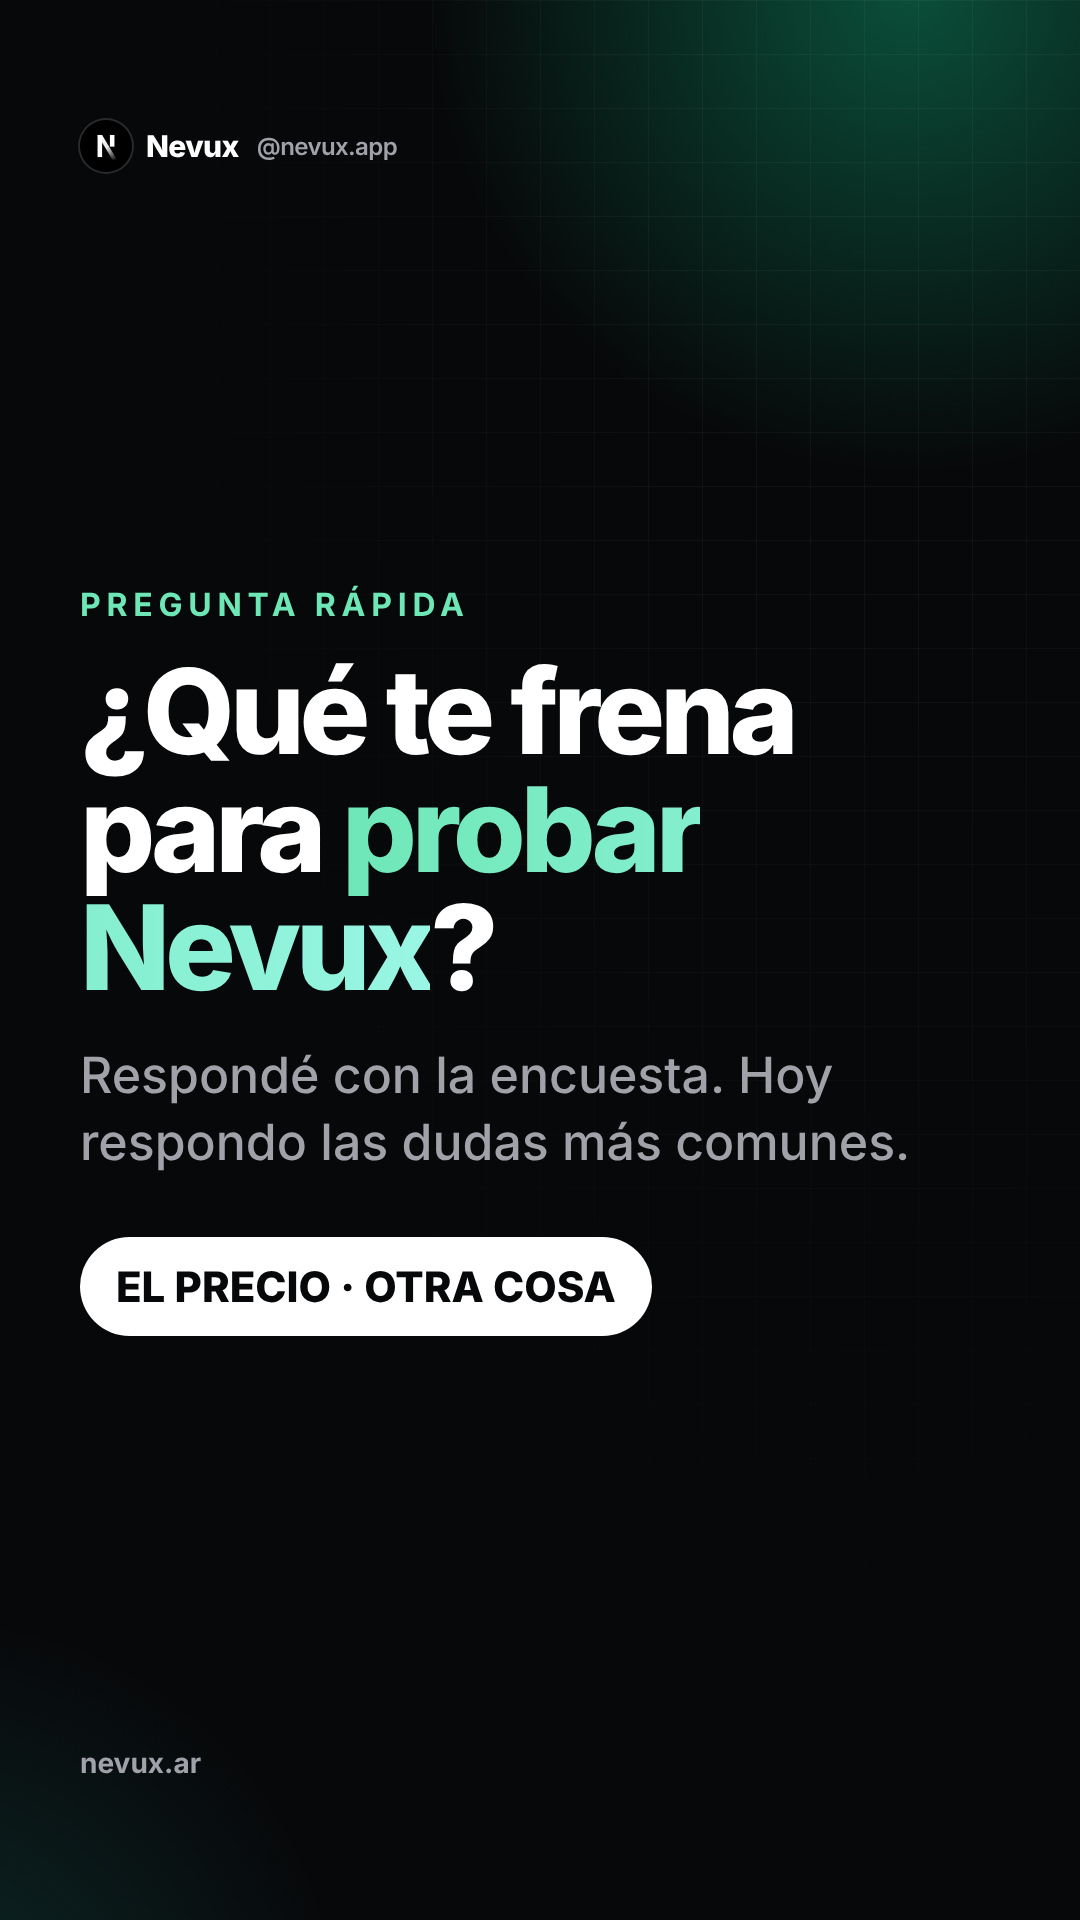 N Nevux @nevux.app
PREGUNTA RÁPIDA
¿Qué te frena
para probar
Nevux?
Respondé con la encuesta. Hoy
respondo las dudas más comunes.
EL PRECIO · OTRA COSA
nevux.ar